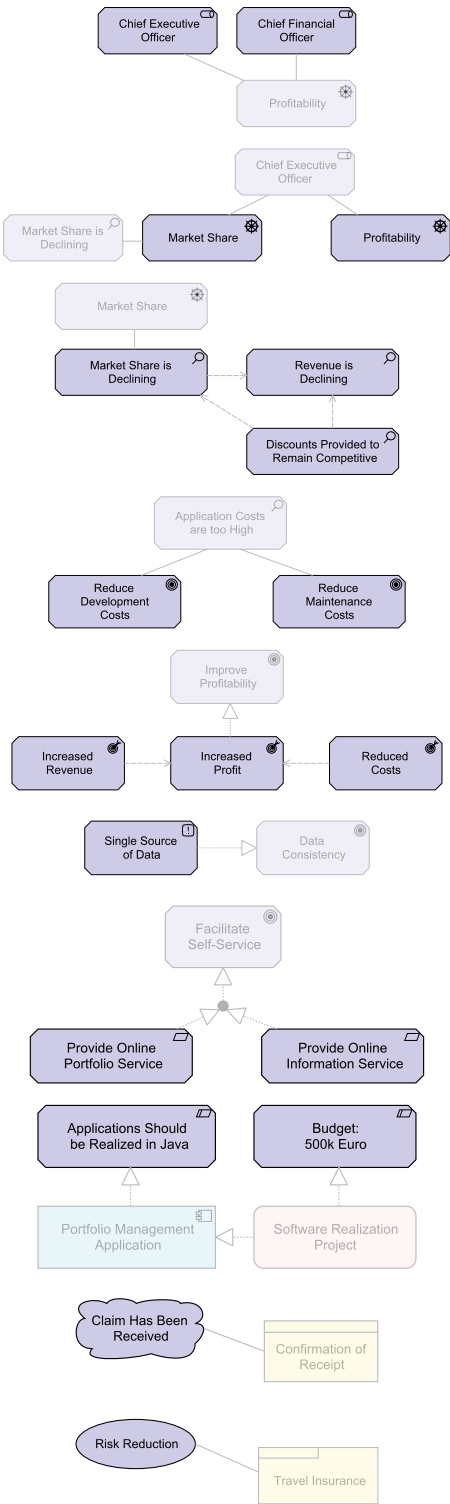 Chief Executive
Officer
Chief Financial
Officer
Profitability
Chief Executive
Officer
Market Share is
Declining
Market Share
Profitability
Market Share
Market Share is
Declining
Revenue is
Declining
Discounts Provided to
Remain Competitive
Application Costs
are too High
Reduce
Development
Costs
Reduce
Maintenance
Costs
Improve
Profitability
Increased
Revenue
Increased
Profit
Reduced
Costs
Single Source
of Data
Data
Consistency
Facilitate
Self-Service
Provide Online
Portfolio Service
Provide Online
Information Service
Applications Should
be Realized in Java
Budget:
500k Euro
Portfolio Management
Application
Software Realization
Project
Claim Has Been
Received
Confirmation of
Receipt
Risk Reduction
Travel Insurance